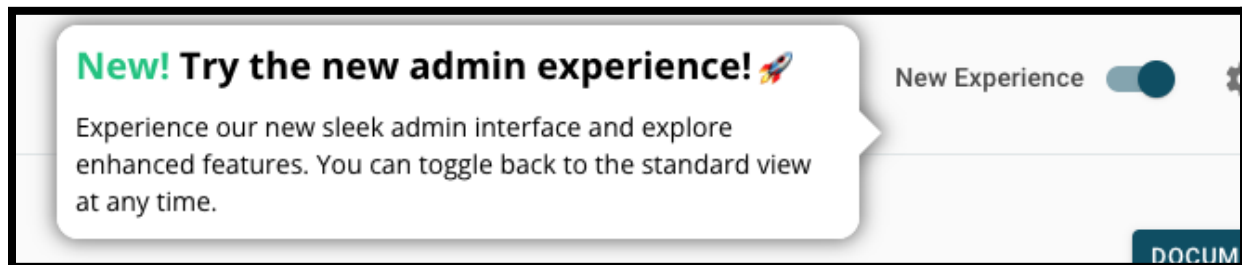 New! Try the new admin experience! 🚀
Experience our new sleek admin interface and explore
enhanced features. You can toggle back to the standard view
at any time.
New Experience
DOCUM